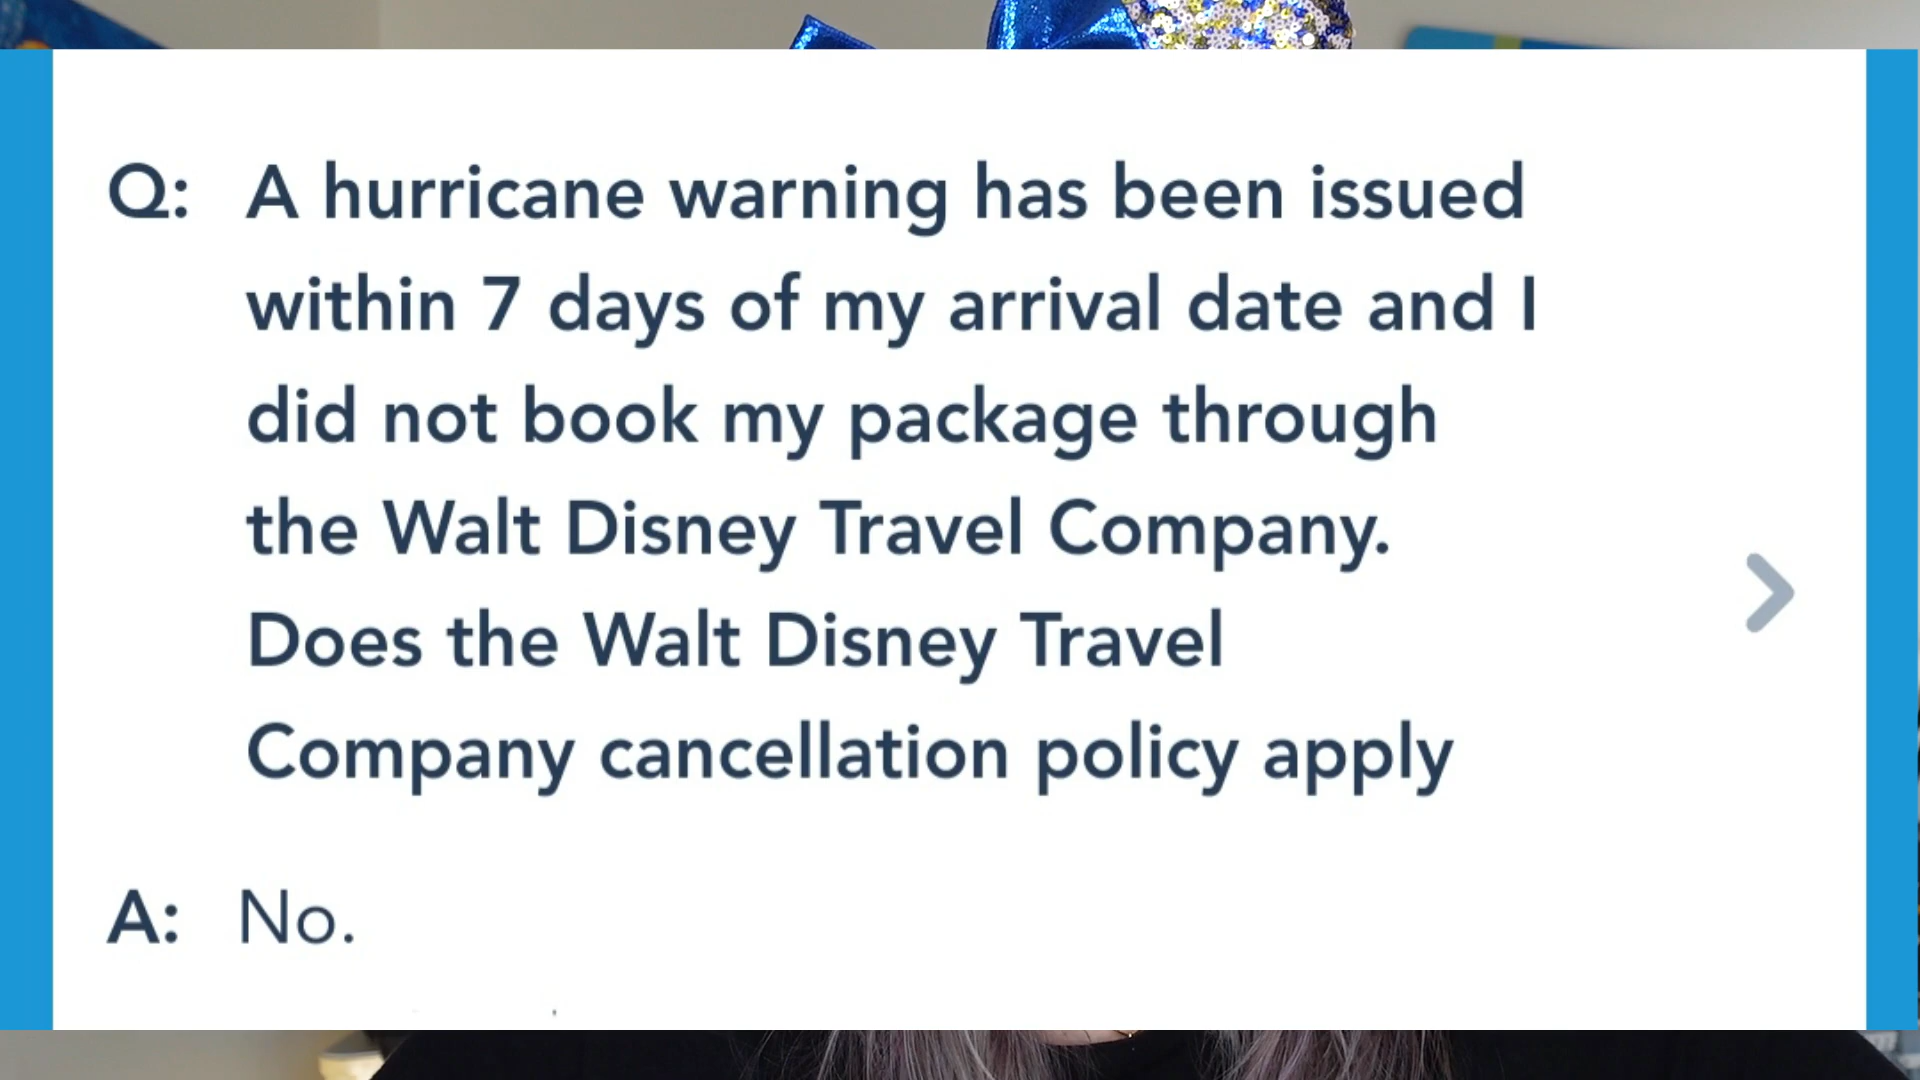 Q: A hurricane warning has been issued
within 7 days of my arrival date and I
did not book my package through
the Walt Disney Travel Company.
Does the Walt Disney Travel
Company cancellation policy apply
A: No.